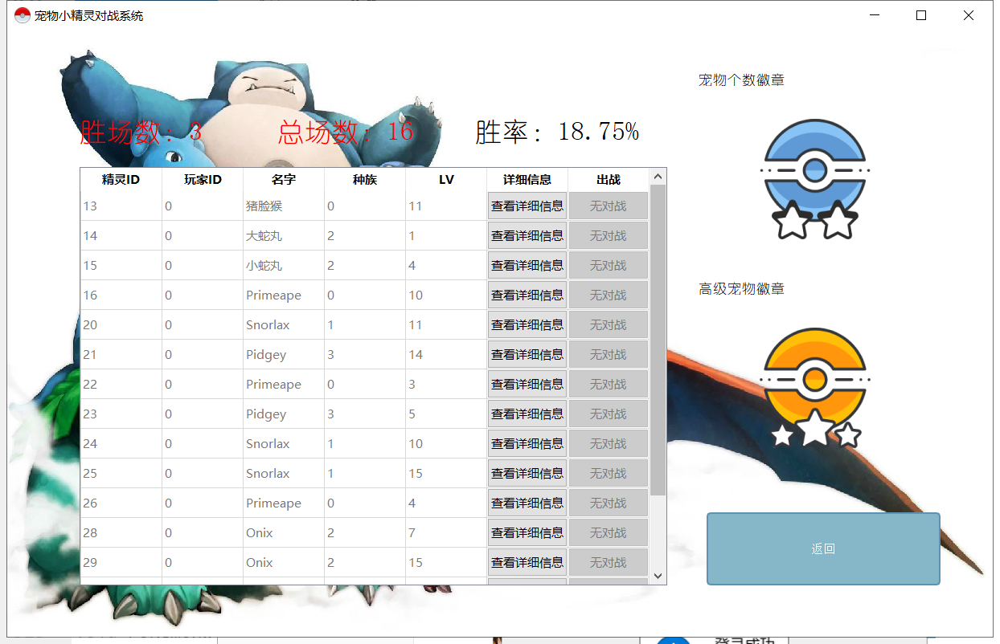 宠物小精灵对战系统
宠物个数徽章
胜场数: 3 总场数: 16 胜率: 18.75%
精灵ID 玩家ID 名字 种族 LV 详细信息 出战
13 0 猪脸猴 0 11 查看详细信息 无对战
14 0 大蛇丸 2 1 查看详细信息 无对战
15 0 小蛇丸 2 4 查看详细信息 无对战
16 0 Primeape 0 10 查看详细信息 无对战
20 0 Snorlax 1 11 查看详细信息 无对战
21 0 Pidgey 3 14 查看详细信息 无对战
22 0 Primeape 0 3 查看详细信息 无对战
23 0 Pidgey 3 5 查看详细信息 无对战
24 0 Snorlax 1 10 查看详细信息 无对战
25 0 Snorlax 1 15 查看详细信息 无对战
26 0 Primeape 0 4 查看详细信息 无对战
28 0 Onix 2 7 查看详细信息 无对战
29 0 Onix 2 15 查看详细信息 无对战
高级宠物徽章
返回
登录成功